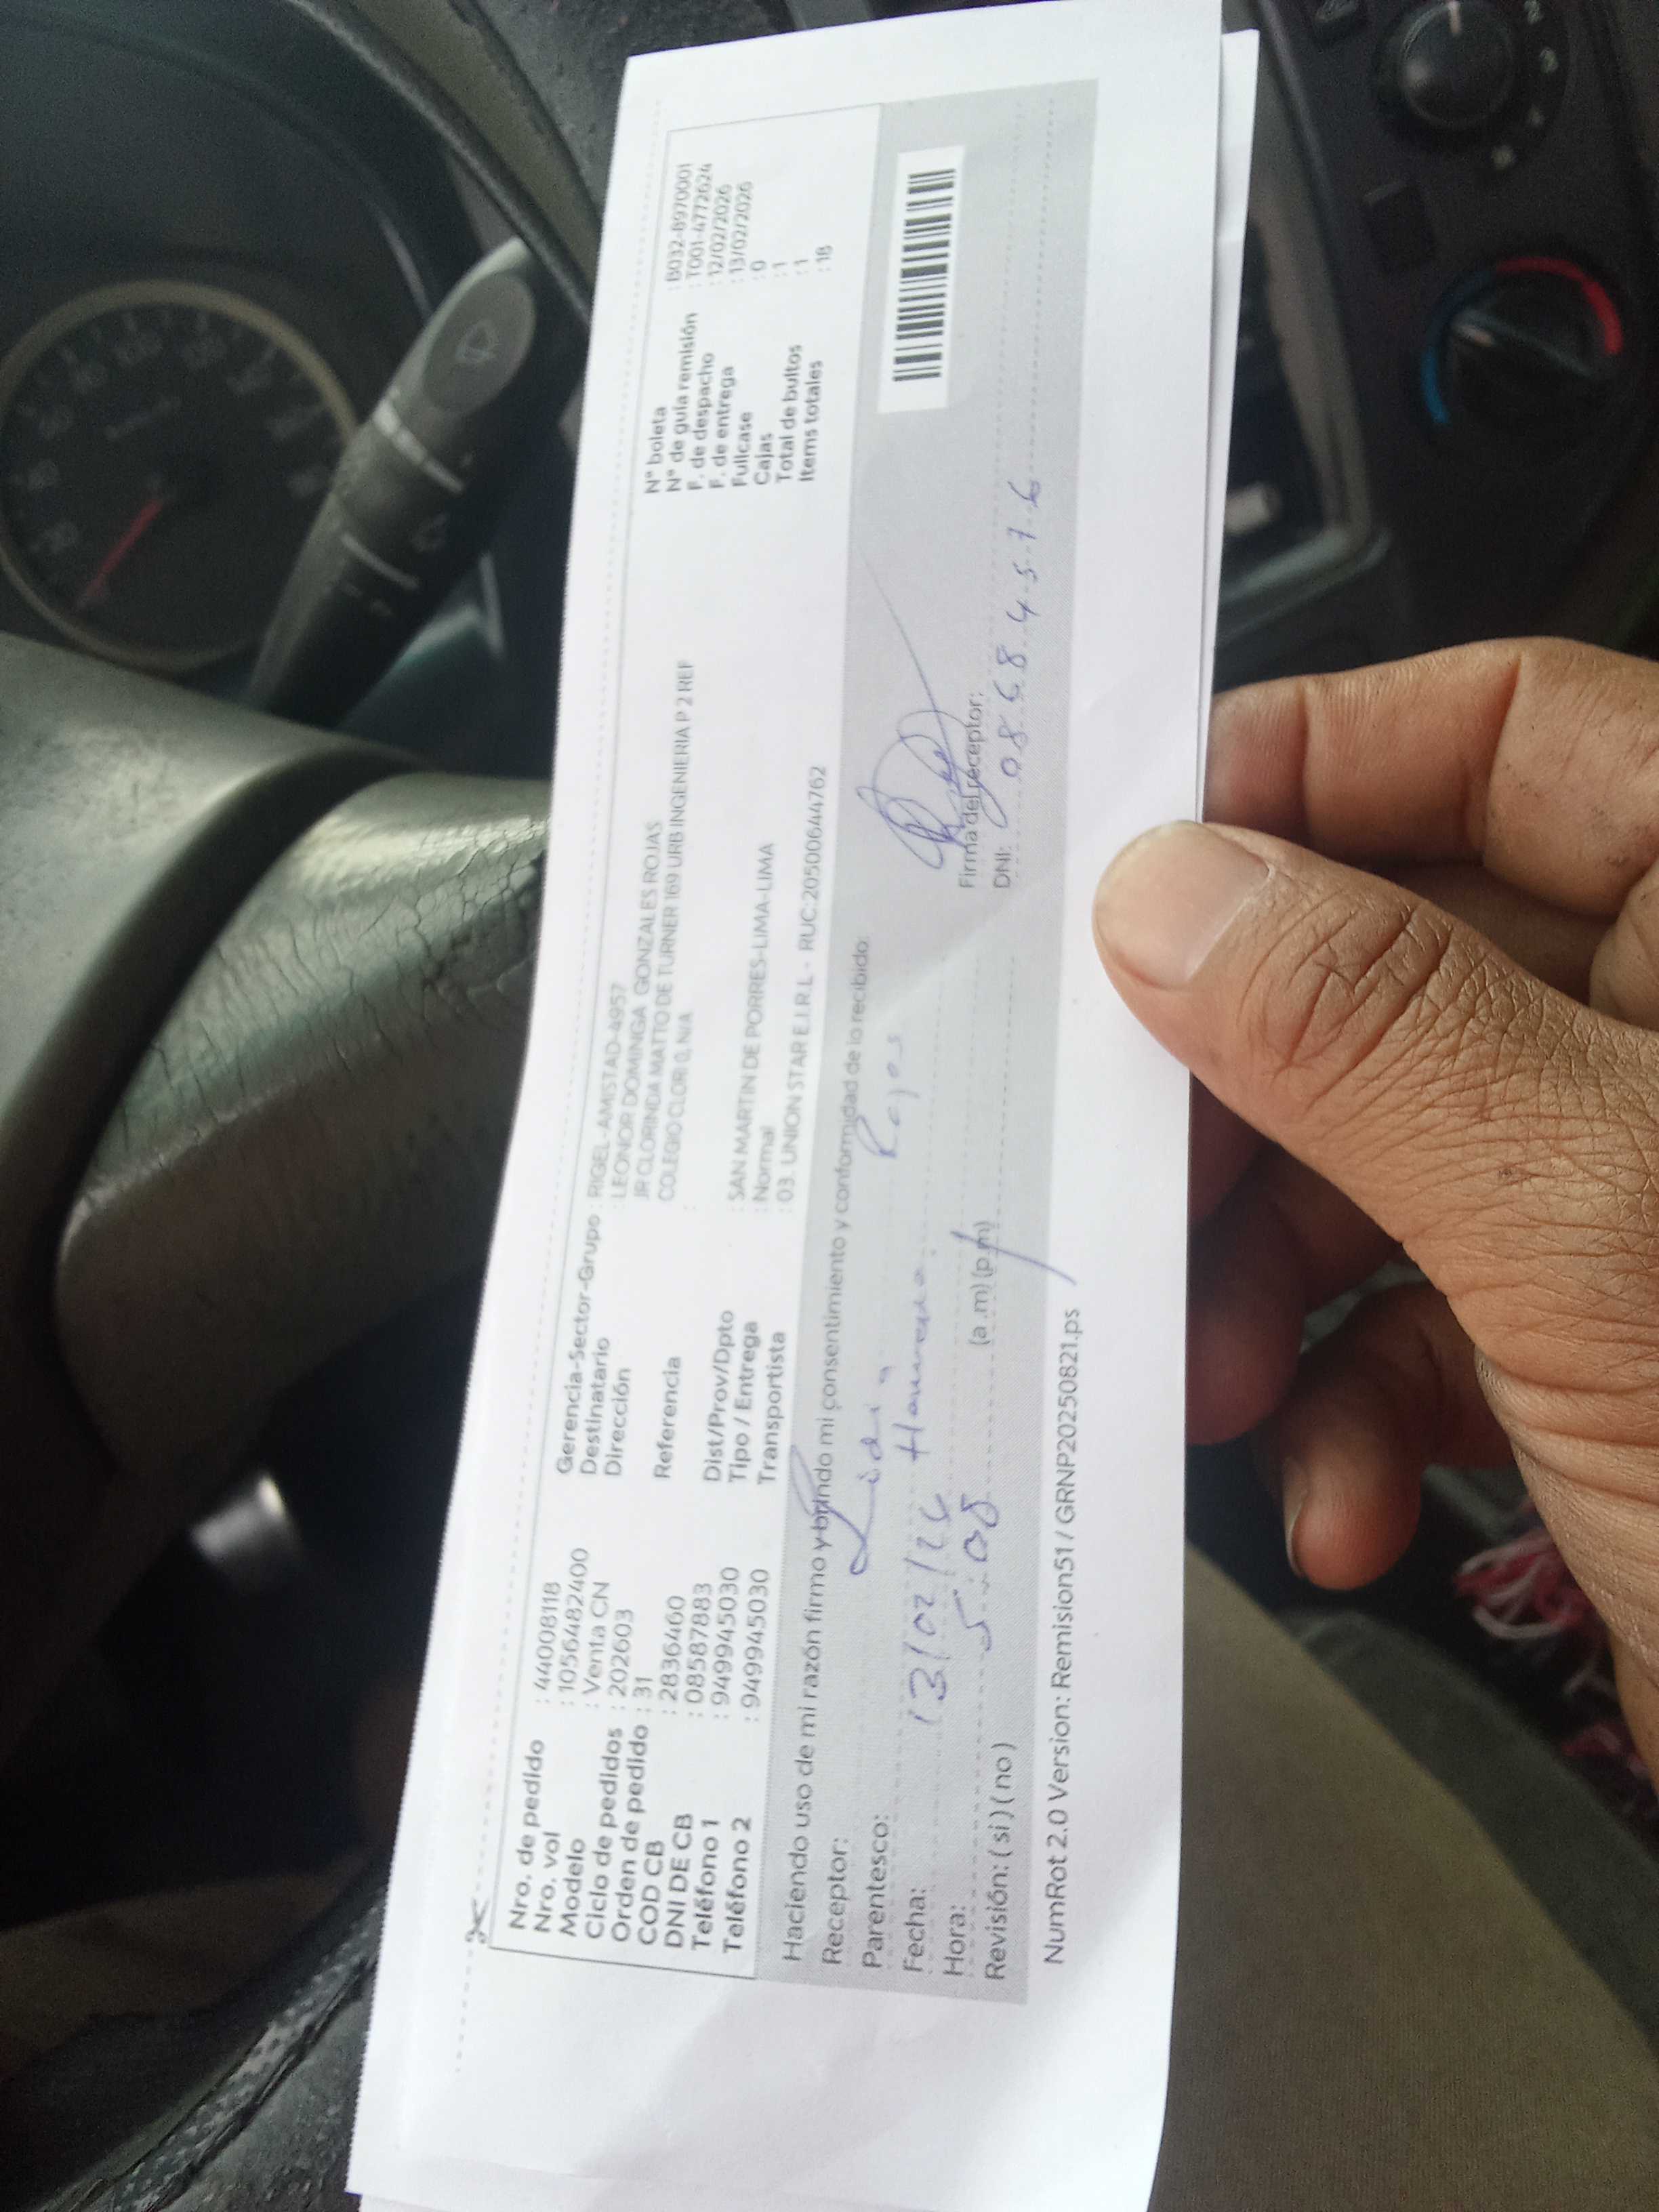 Nro. de pedido : 44008118
Nro. vol : 10564824OO
Modelo : Venta CN
Ciclo de pedidos : 202603
Orden de pedido : 31
COD CB : 2836460
DNI DE CB : 08587883
Teléfono 1 : 949945030
Teléfono 2 : 949945030
Gerencia-Sector-Grupo : RIGEL-AMISTAD-4957
Destinatario : LEONOR DOMINGA GONZALES ROJAS
Dirección JR CLORINDA MATTO DE TURNER 169 URB INGENIERIA P 2 REF
COLEGIO CLORI 0, N/A
Referencia :
Dist/Prov/Dpto : SAN MARTIN DE PORRES-LIMA-LIMA
Tipo / Entrega : Normal
Transportista : 03. UNION STAR E.I.R.L - RUC:20500644762
N° boleta : B032-8970001
N° de guía remisión : T001-4772624
F. de despacho : 12/02/2026
F. de entrega : 13/02/2026
Fullcase : 0
Cajas : 1
Total de bultos : 1
Items totales : 18
Haciendo uso de mi razón firmo y brindo mi consentimiento y conformidad de lo recibido:
Receptor: Lidia Rojas
Parentesco:
Fecha: 13/02/26
Hora: 5:08 (a.m) (p.m)
Revisión: ( si ) ( no )
Firma del receptor:
DNI: 086884576
NumRot 2.0 Version: Remision51 / GRNP20250821.ps